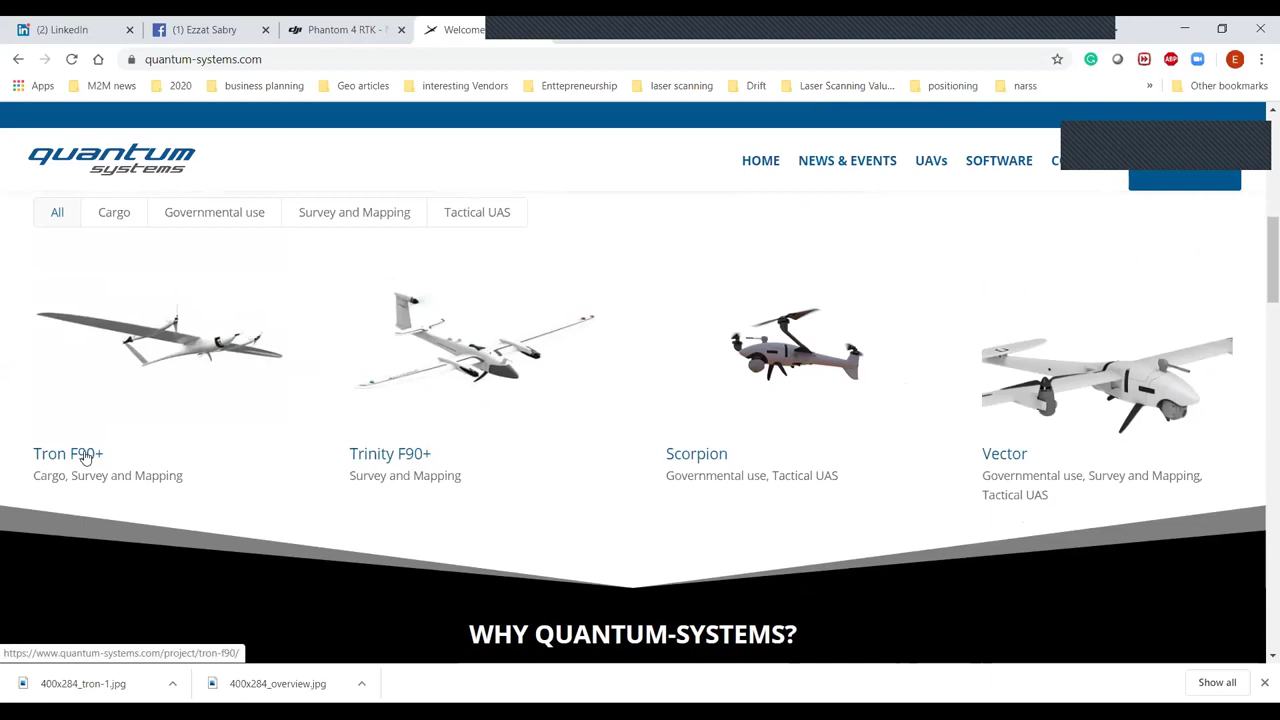 (2) LinkedIn
(1) Ezzat Sabry
Phantom 4 RTK -
Welcome
quantum-systems.com
Apps
M2M news
2020
business planning
Geo articles
interesting Vendors
Enttepreneurship
laser scanning
Drift
Laser Scanning Valu...
positioning
narss
»
Other bookmarks
E
ABP
quantum
systems
HOME
NEWS & EVENTS
UAVs
SOFTWARE
All
Cargo
Governmental use
Survey and Mapping
Tactical UAS
Tron F90+
Cargo, Survey and Mapping
Trinity F90+
Survey and Mapping
Scorpion
Governmental use, Tactical UAS
Vector
Governmental use, Survey and Mapping,
Tactical UAS
WHY QUANTUM-SYSTEMS?
https://www.quantum-systems.com/project/tron-f90/
400x284_tron-1.jpg
400x284_overview.jpg
Show all